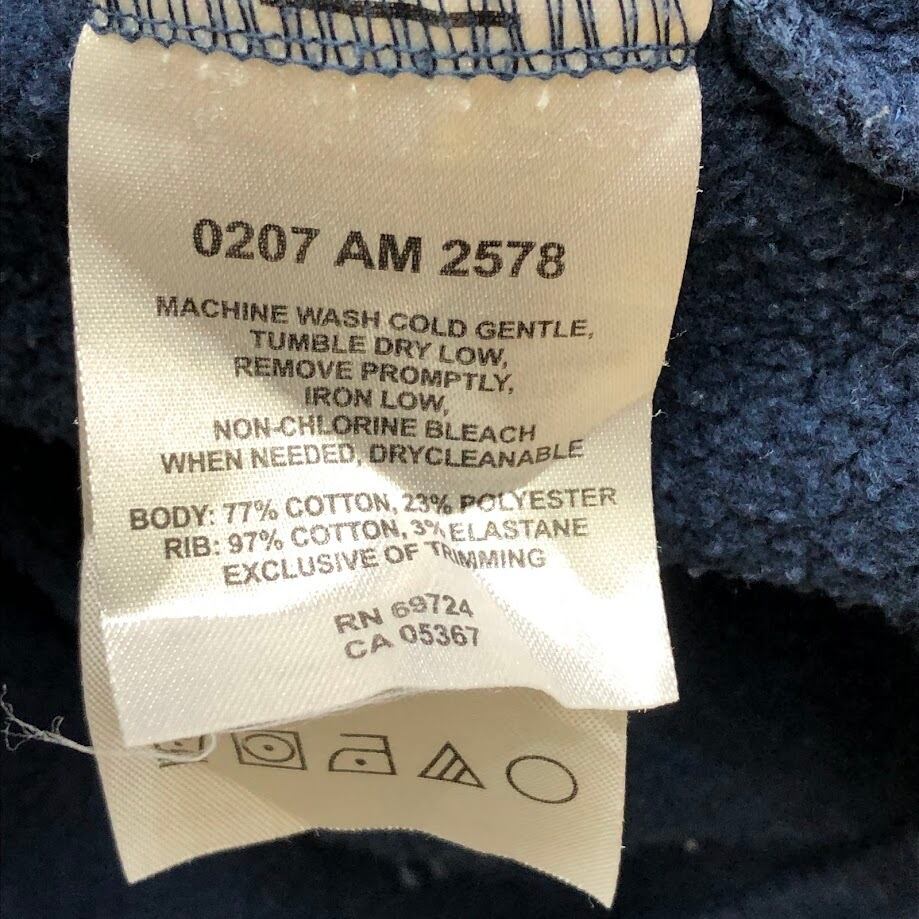 0207 AM 2578
MACHINE WASH COLD GENTLE,
TUMBLE DRY LOW,
REMOVE PROMPTLY,
IRON LOW,
NON-CHLORINE BLEACH
WHEN NEEDED, DRYCLEANABLE
BODY: 77% COTTON, 23% POLYESTER
RIB: 97% COTTON, 3% ELASTANE
EXCLUSIVE OF TRIMMING
RN 69724
CA 05367